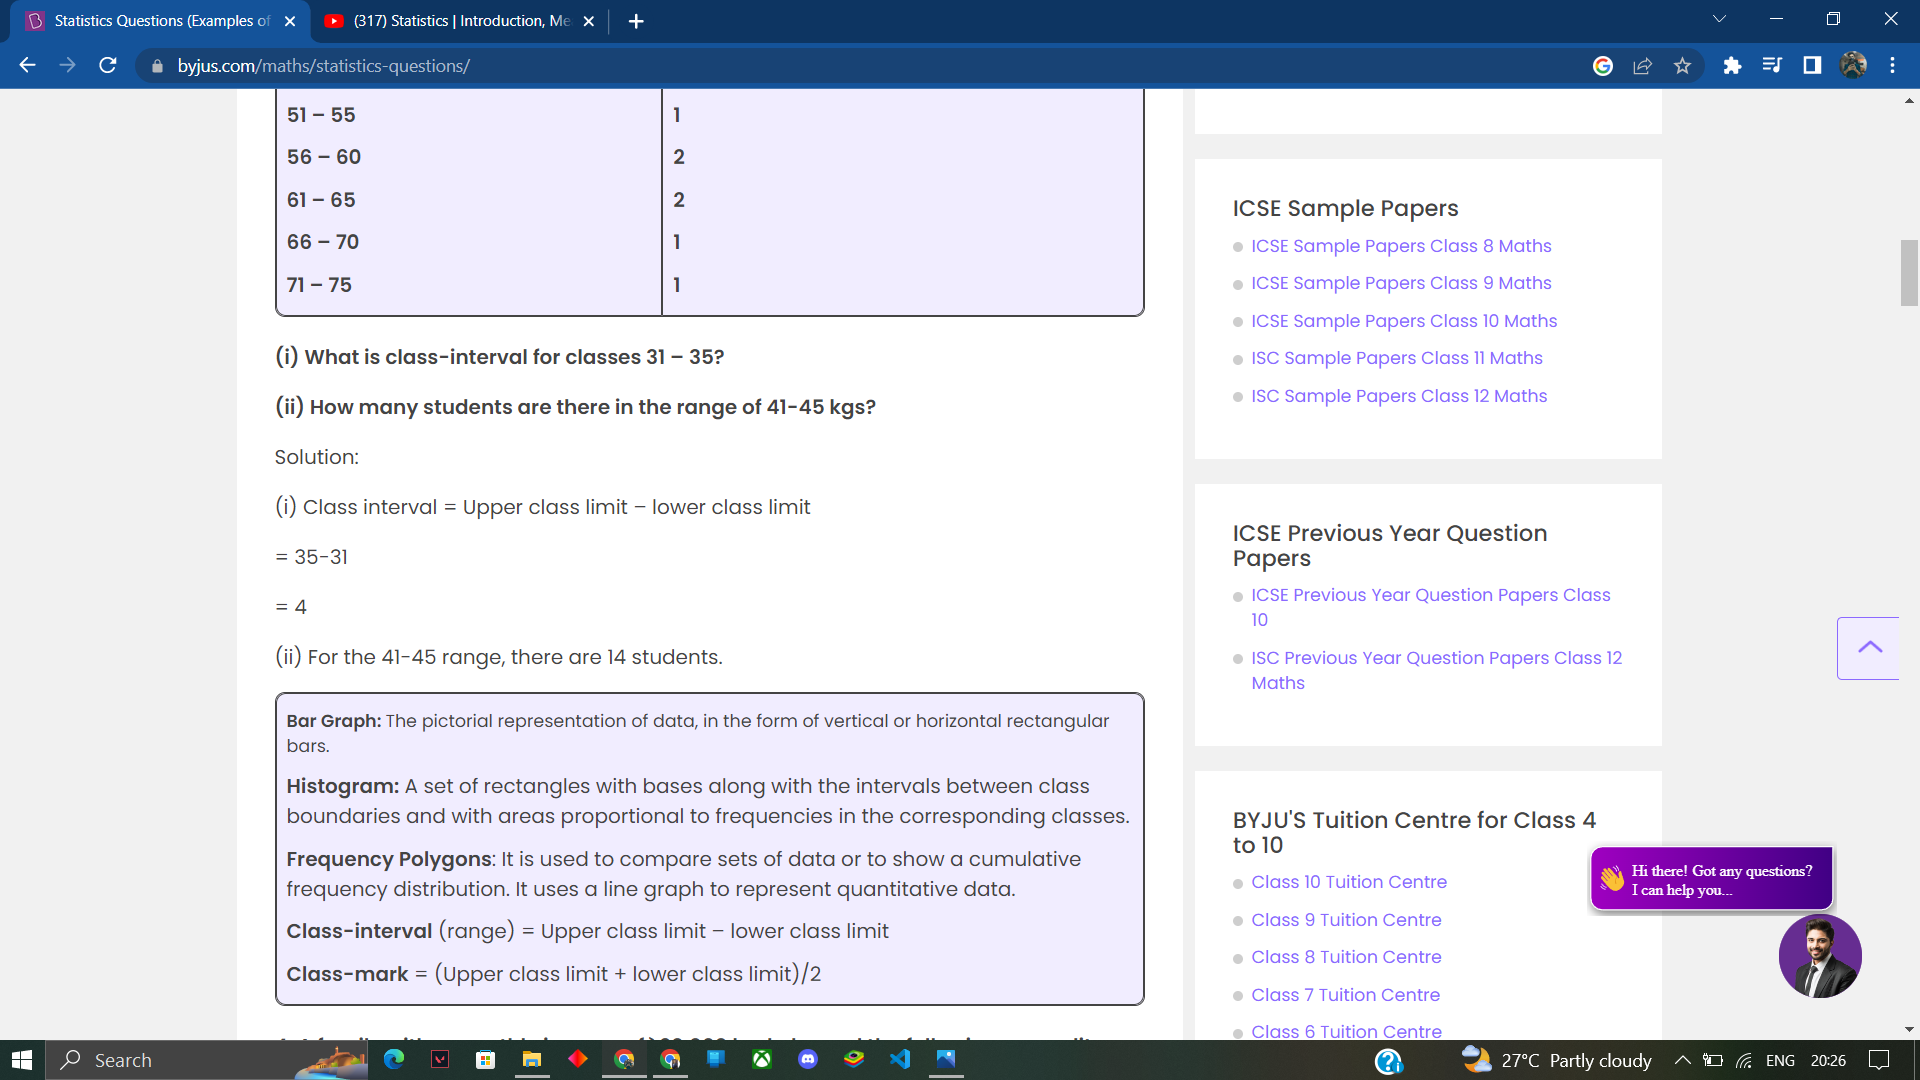 Statistics Questions (Examples of
(317) Statistics | Introduction, Me
byjus.com/maths/statistics-questions/
51 – 55 1
56 – 60 2
61 – 65 2
66 – 70 1
71 – 75 1
(i) What is class-interval for classes 31 – 35?
(ii) How many students are there in the range of 41-45 kgs?
Solution:
(i) Class interval = Upper class limit – lower class limit
= 35-31
= 4
(ii) For the 41-45 range, there are 14 students.
Bar Graph: The pictorial representation of data, in the form of vertical or horizontal rectangular
bars.
Histogram: A set of rectangles with bases along with the intervals between class
boundaries and with areas proportional to frequencies in the corresponding classes.
Frequency Polygons: It is used to compare sets of data or to show a cumulative
frequency distribution. It uses a line graph to represent quantitative data.
Class-interval (range) = Upper class limit – lower class limit
Class-mark = (Upper class limit + lower class limit)/2
ICSE Sample Papers
ICSE Sample Papers Class 8 Maths
ICSE Sample Papers Class 9 Maths
ICSE Sample Papers Class 10 Maths
ISC Sample Papers Class 11 Maths
ISC Sample Papers Class 12 Maths
ICSE Previous Year Question
Papers
ICSE Previous Year Question Papers Class
10
ISC Previous Year Question Papers Class 12
Maths
BYJU'S Tuition Centre for Class 4
to 10
Class 10 Tuition Centre
Class 9 Tuition Centre
Class 8 Tuition Centre
Class 7 Tuition Centre
Class 6 Tuition Centre
Hi there! Got any questions?
I can help you...
Search
27°C Partly cloudy
ENG
20:26